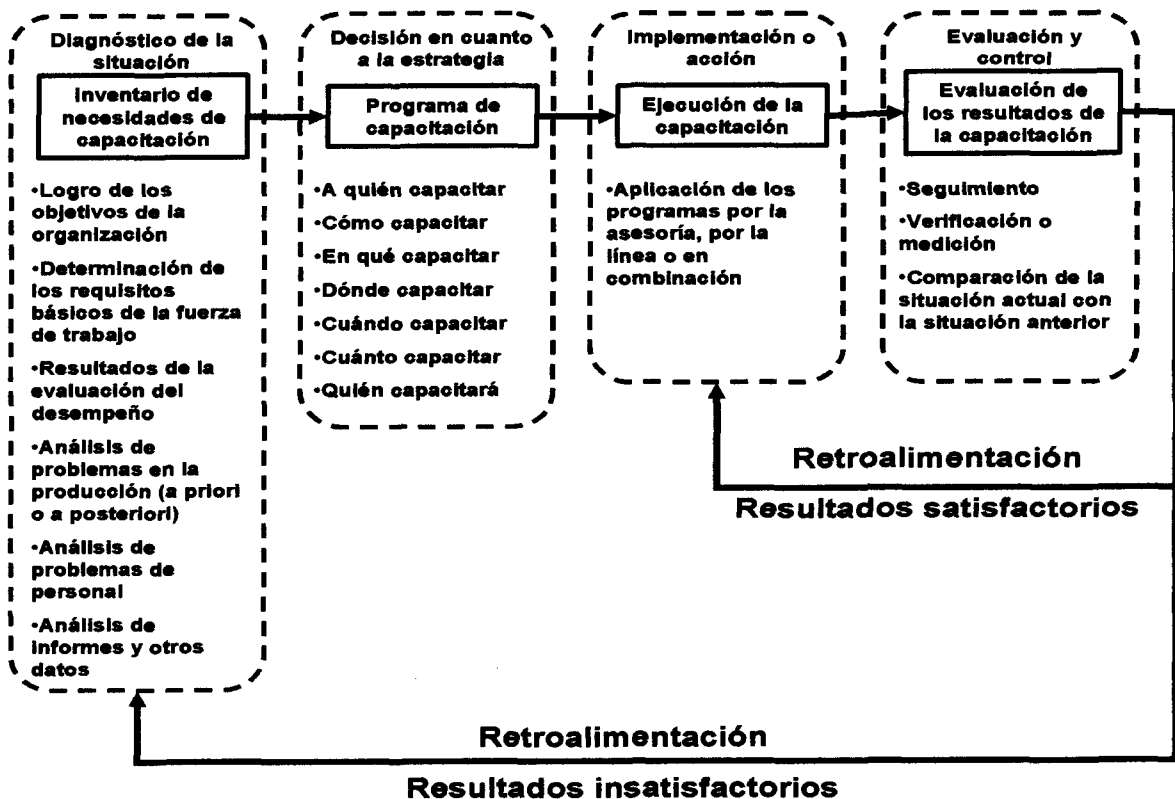 Diagnóstico de la
situación
Inventario de
necesidades de
capacitación
•Logro de los
objetivos de la
organización
•Determinación de
los requisitos
básicos de la fuerza
de trabajo
•Resultados de la
evaluación del
desempeño
•Análisis de
problemas en la
producción (a priori
o a posteriori)
•Análisis de
problemas de
personal
•Análisis de
informes y otros
datos
Decisión en cuanto
a la estrategia
Programa de
capacitación
•A quién capacitar
•Cómo capacitar
•En qué capacitar
•Dónde capacitar
•Cuándo capacitar
•Cuánto capacitar
•Quién capacitará
Implementación o
acción
Ejecución de la
capacitación
•Aplicación de los
programas por la
asesoría, por la
línea o en
combinación
Evaluación y
control
Evaluación de
los resultados de
la capacitación
•Seguimiento
•Verificación o
medición
•Comparación de la
situación actual con
la situación anterior
Retroalimentación
Resultados satisfactorios
Retroalimentación
Resultados insatisfactorios